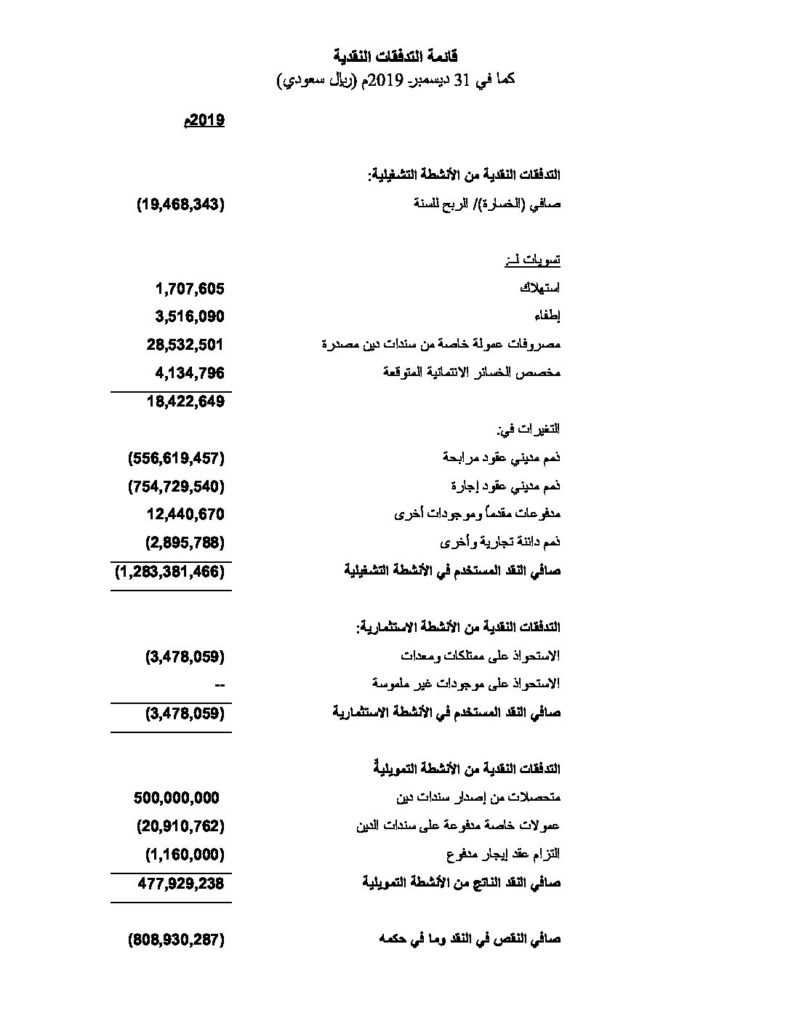 قائمة التدفقات النقدية
كما في 31 ديسمبر 2019م (ريال سعودي)
2019م
التدفقات النقدية من الأنشطة التشغيلية:
صافي (الخسارة)/ الربح للسنة (19,468,343)
تسويات لـ:
استهلاك 1,707,605
إطفاء 3,516,090
مصروفات عمولة خاصة من سندات دين مصدرة 28,532,501
مخصص الخسائر الائتمانية المتوقعة 4,134,796
18,422,649
التغيرات في:
ذمم مديني عقود مرابحة (556,619,457)
ذمم مديني عقود إجارة (754,729,540)
مدفوعات مقدماً وموجودات أخرى 12,440,670
ذمم دائنة تجارية وأخرى (2,895,788)
صافي النقد المستخدم في الأنشطة التشغيلية (1,283,381,466)
التدفقات النقدية من الأنشطة الاستثمارية:
الاستحواذ على ممتلكات ومعدات (3,478,059)
الاستحواذ على موجودات غير ملموسة --
صافي النقد المستخدم في الأنشطة الاستثمارية (3,478,059)
التدفقات النقدية من الأنشطة التمويلية
متحصلات من إصدار سندات دين 500,000,000
عمولات خاصة مدفوعة على سندات الدين (20,910,762)
التزام عقد إيجار مدفوع (1,160,000)
صافي النقد الناتج من الأنشطة التمويلية 477,929,238
صافي النقص في النقد وما في حكمه (808,930,287)